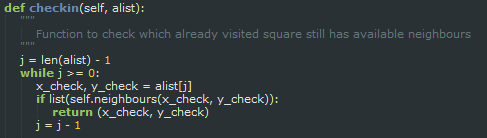 def checkin(self, alist):
    """
    Function to check which already visited square still has available neighbours
    """
    j = len(alist) - 1
    while j >= 0:
        x_check, y_check = alist[j]
        if list(self.neighbours(x_check, y_check)):
            return (x_check, y_check)
        j = j - 1